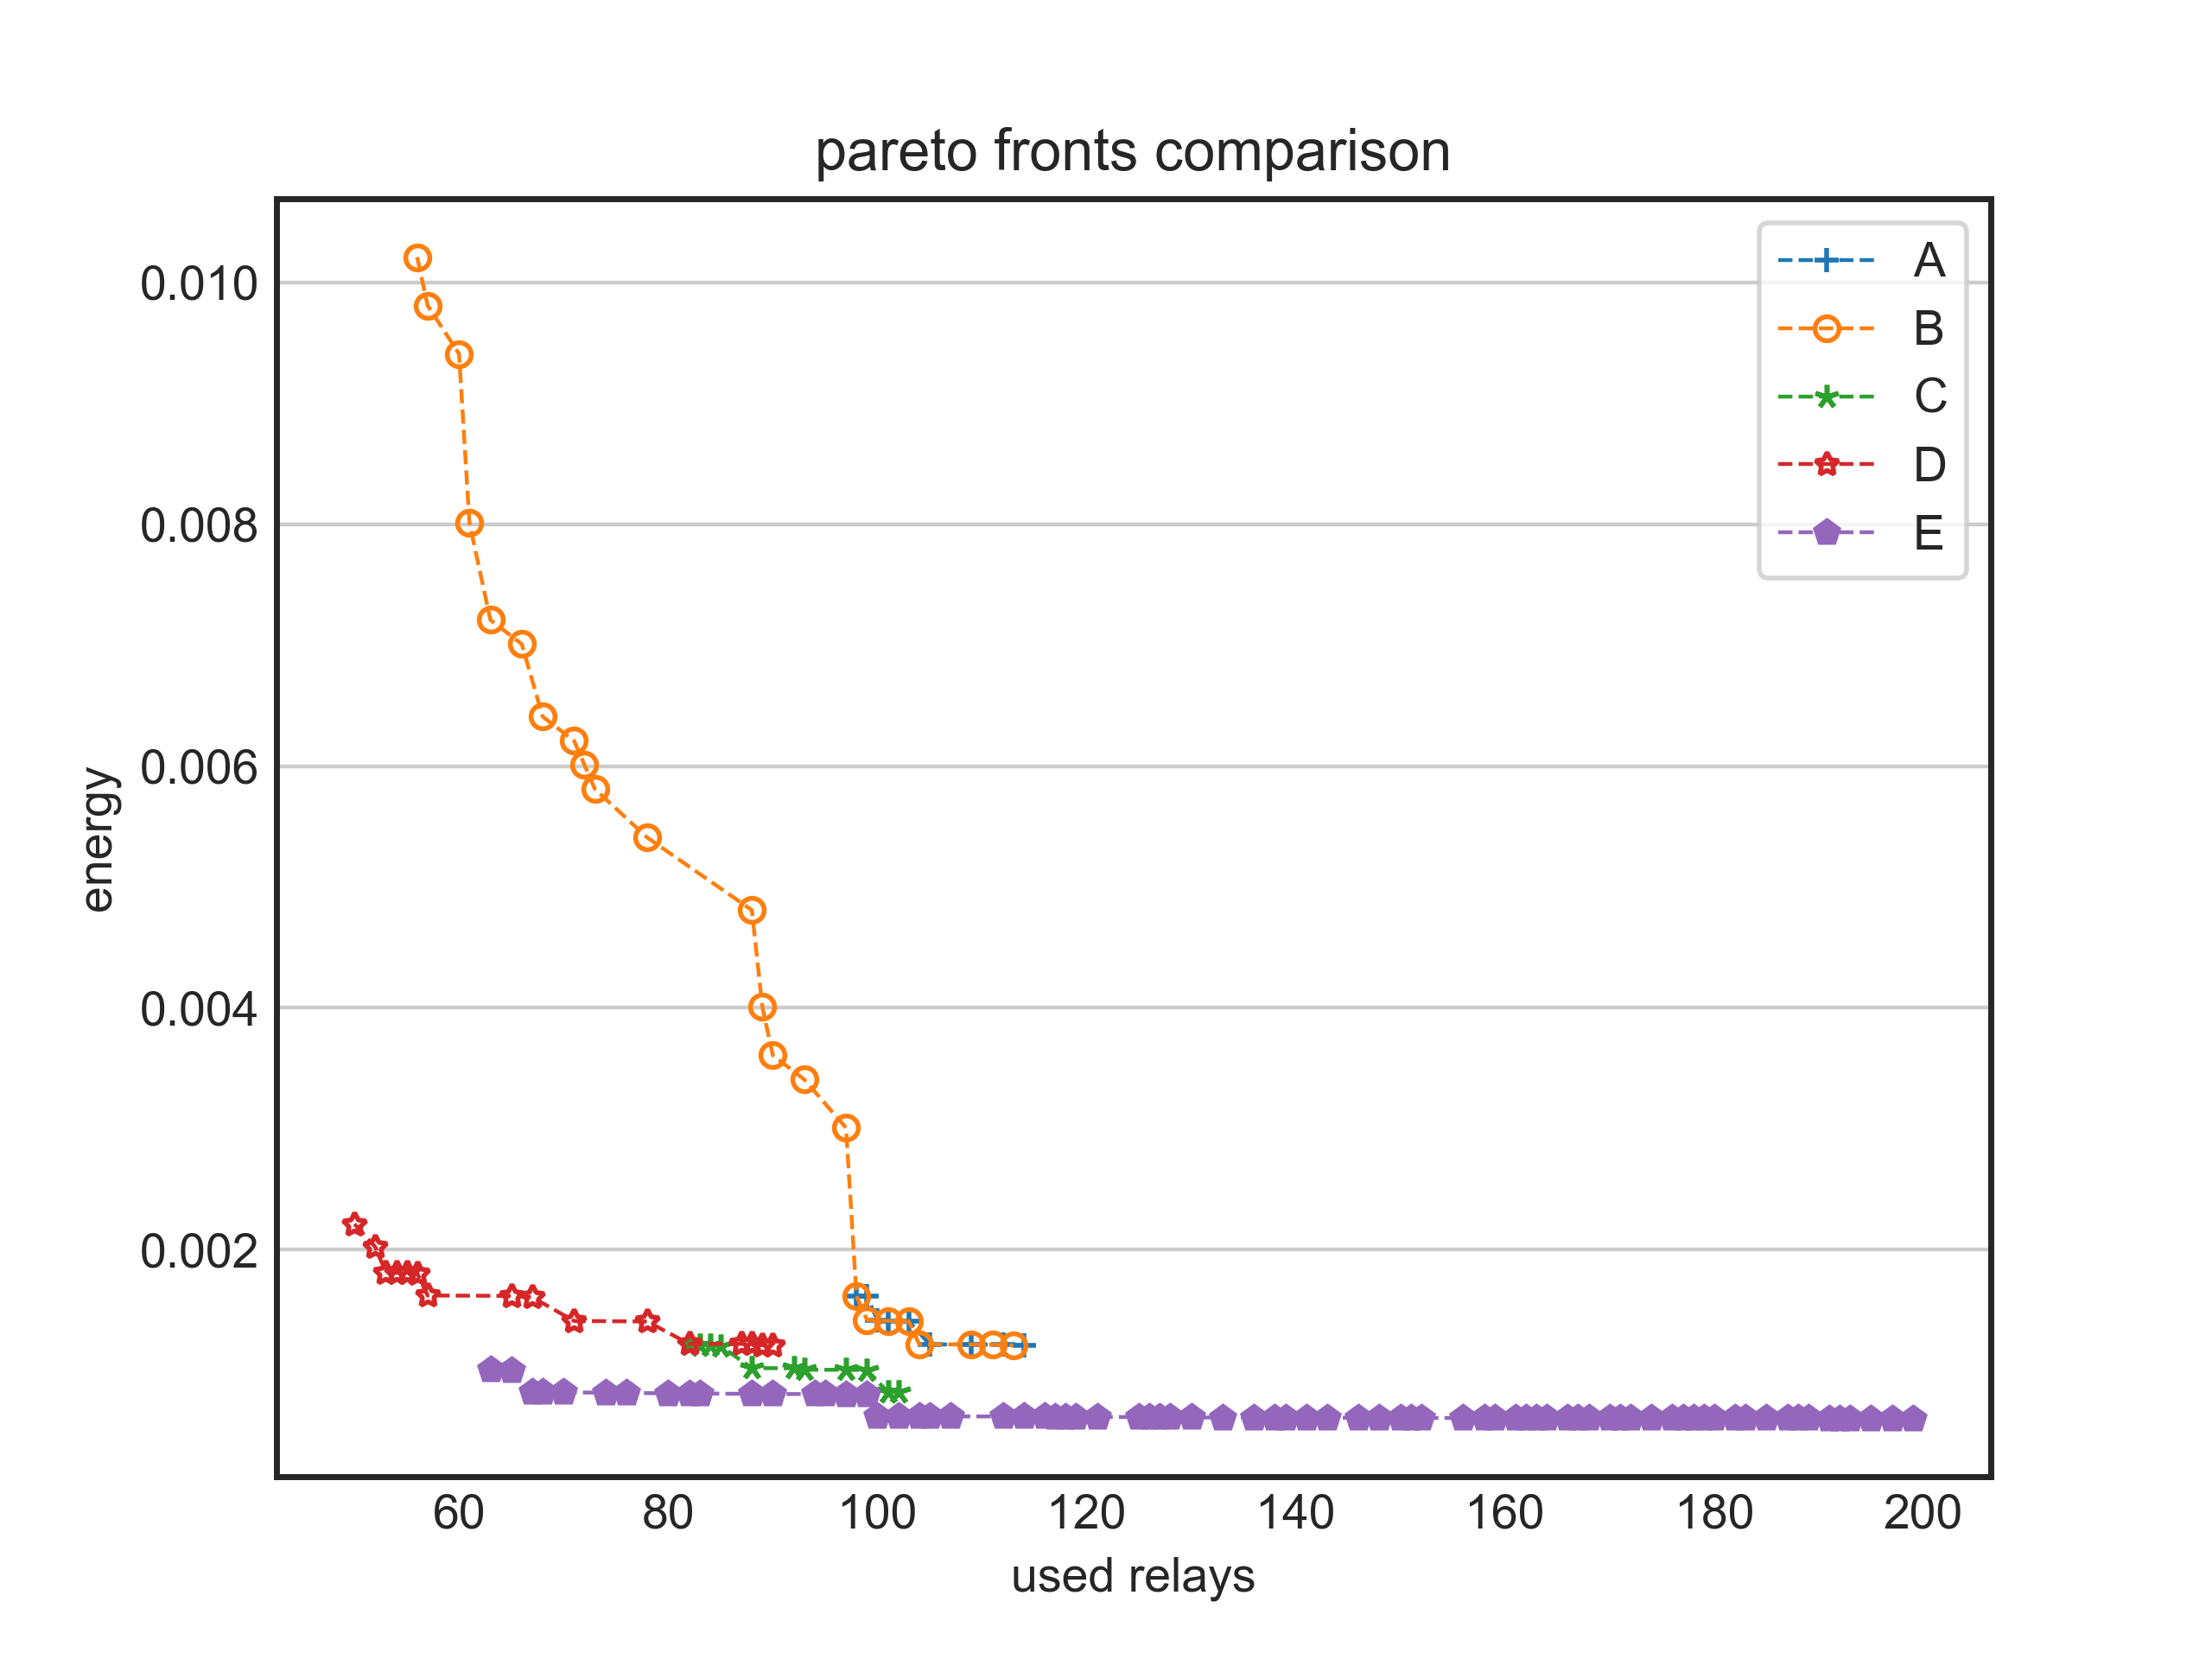 pareto fronts comparison
0.010
0.008
0.006
0.004
0.002
energy
A
B
C
D
E
60 80 100 120 140 160 180 200
used relays